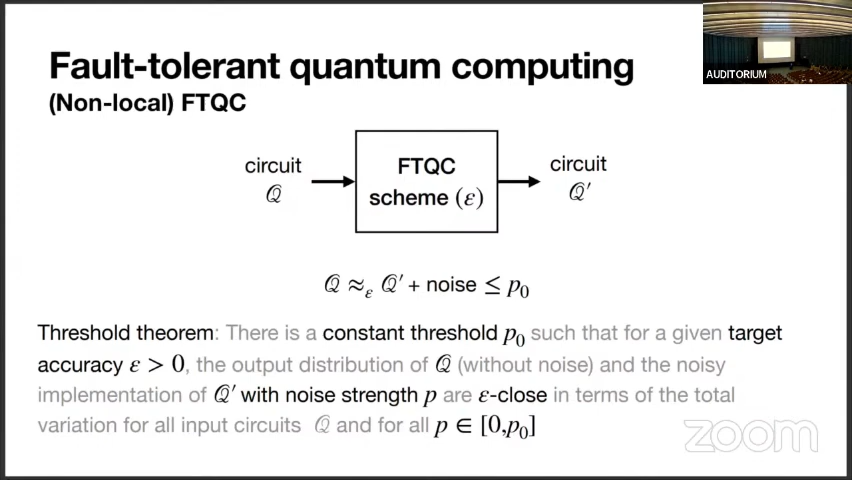 Fault-tolerant quantum computing
(Non-local) FTQC
AUDITORIUM
circuit
𝒬
FTQC
scheme (ε)
circuit
𝒬′
𝒬 ≈ε 𝒬′ + noise ≤ p₀
Threshold theorem: There is a constant threshold p₀ such that for a given target
accuracy ε > 0, the output distribution of 𝒬 (without noise) and the noisy
implementation of 𝒬′ with noise strength p are ε-close in terms of the total
variation for all input circuits 𝒬 and for all p ∈ [0,p₀]
zoom